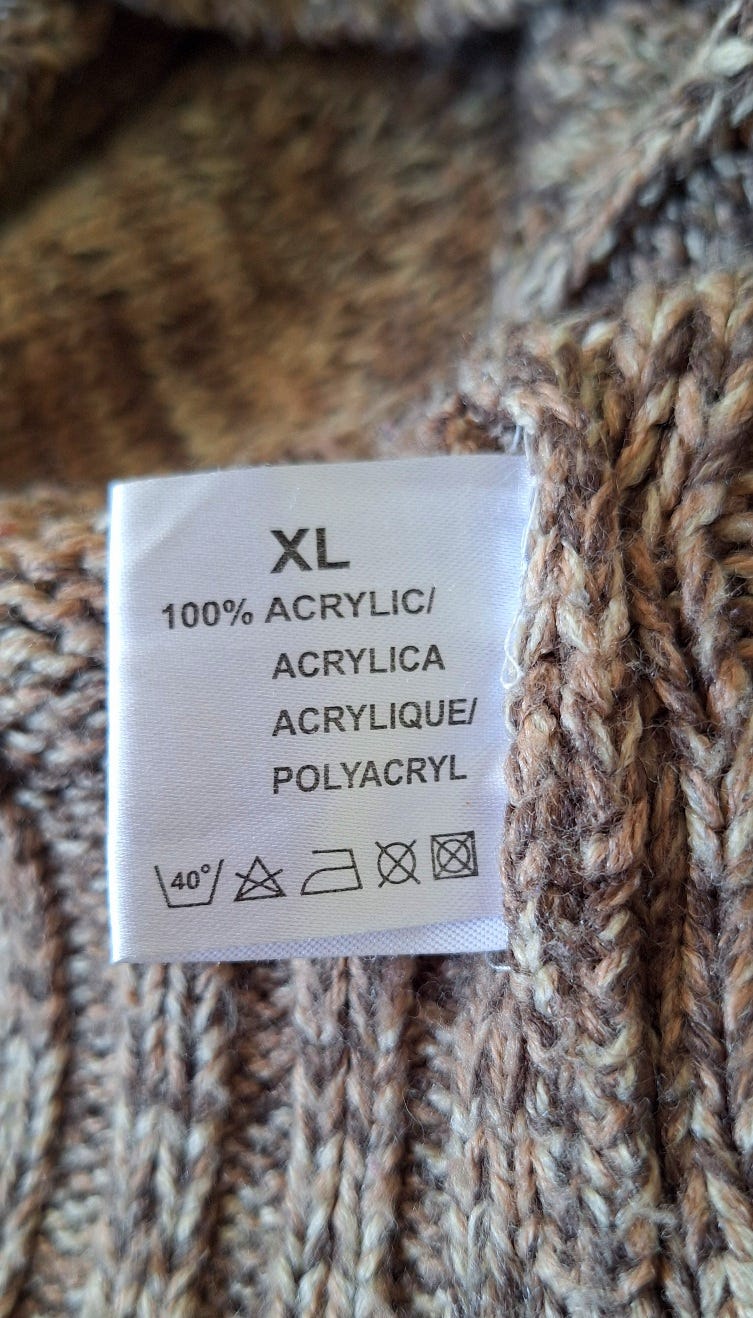 XL
100% ACRYLIC/
ACRYLICA
ACRYLIQUE/
POLYACRYL
40°